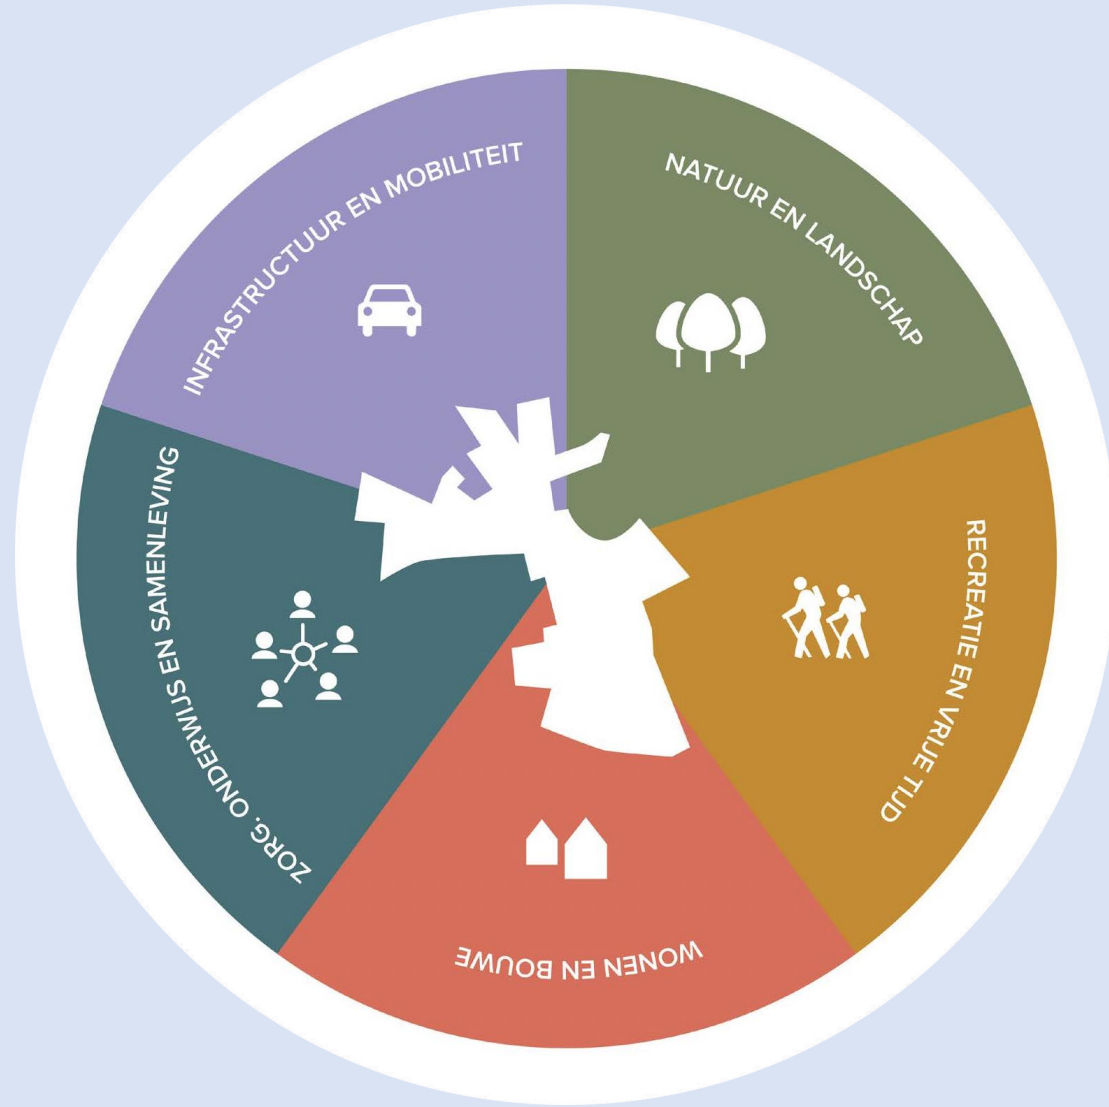 INFRASTRUCTUUR EN MOBILITEIT
NATUUR EN LANDSCHAP
RECREATIE EN VRIJE TIJD
WONEN EN BOUWE
ZORG, ONDERWIJS EN SAMENLEVING